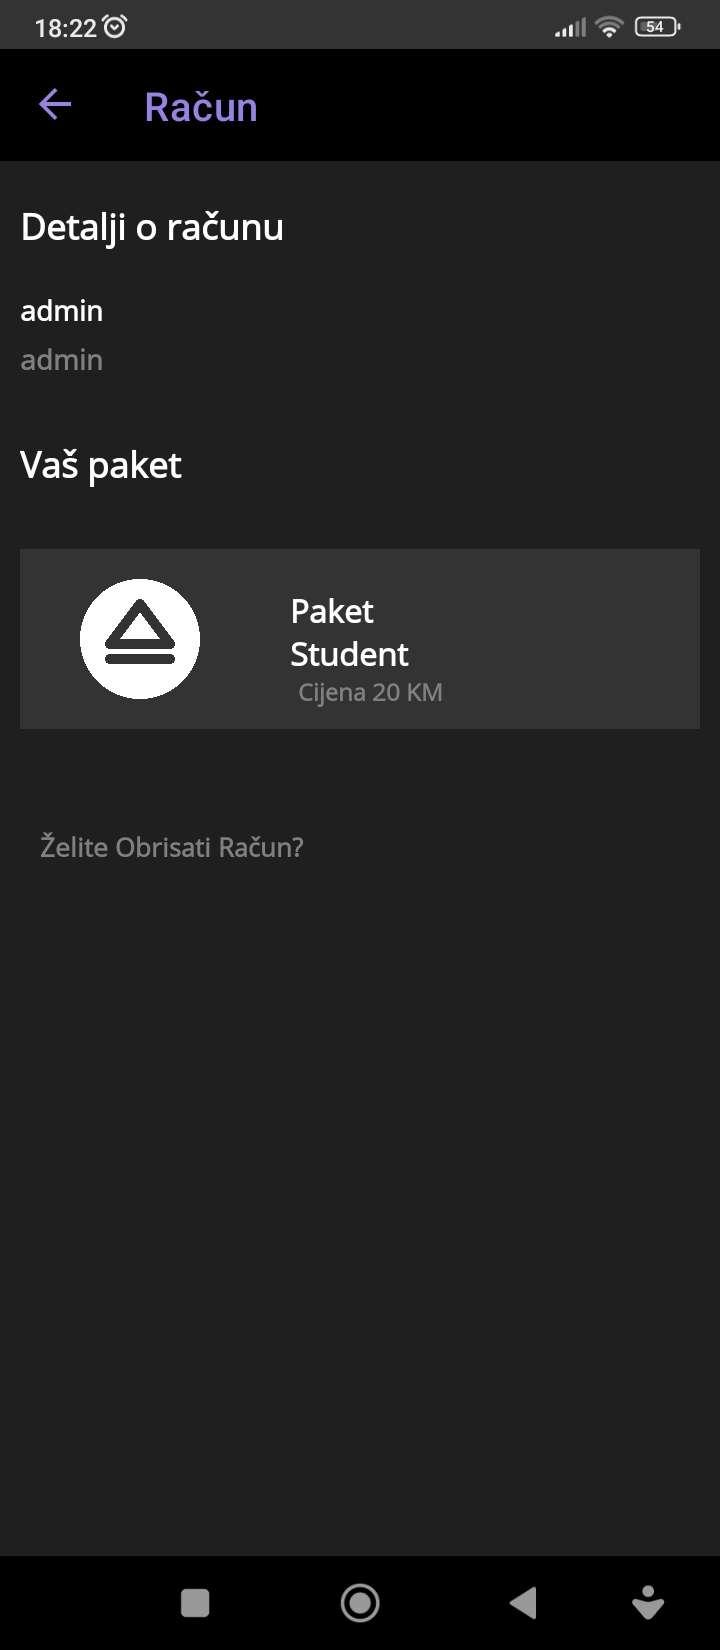 18:22
54
Račun
Detalji o računu
admin
admin
Vaš paket
Paket
Student
Cijena 20 KM
Želite Obrisati Račun?